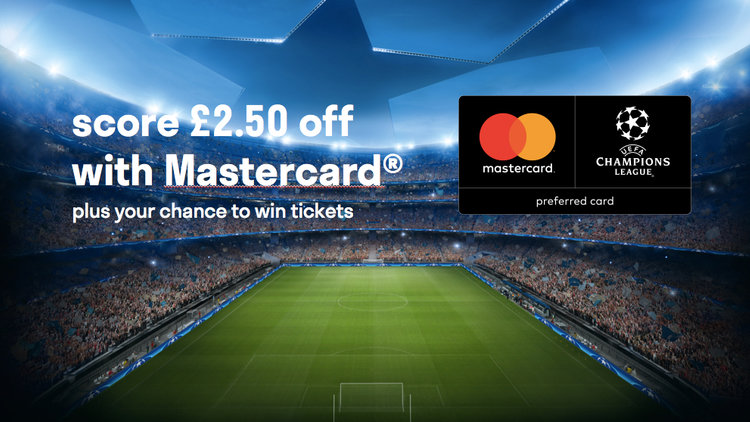 score £2.50 off
with Mastercard®
plus your chance to win tickets
mastercard.
UEFA
CHAMPIONS
LEAGUE
preferred card